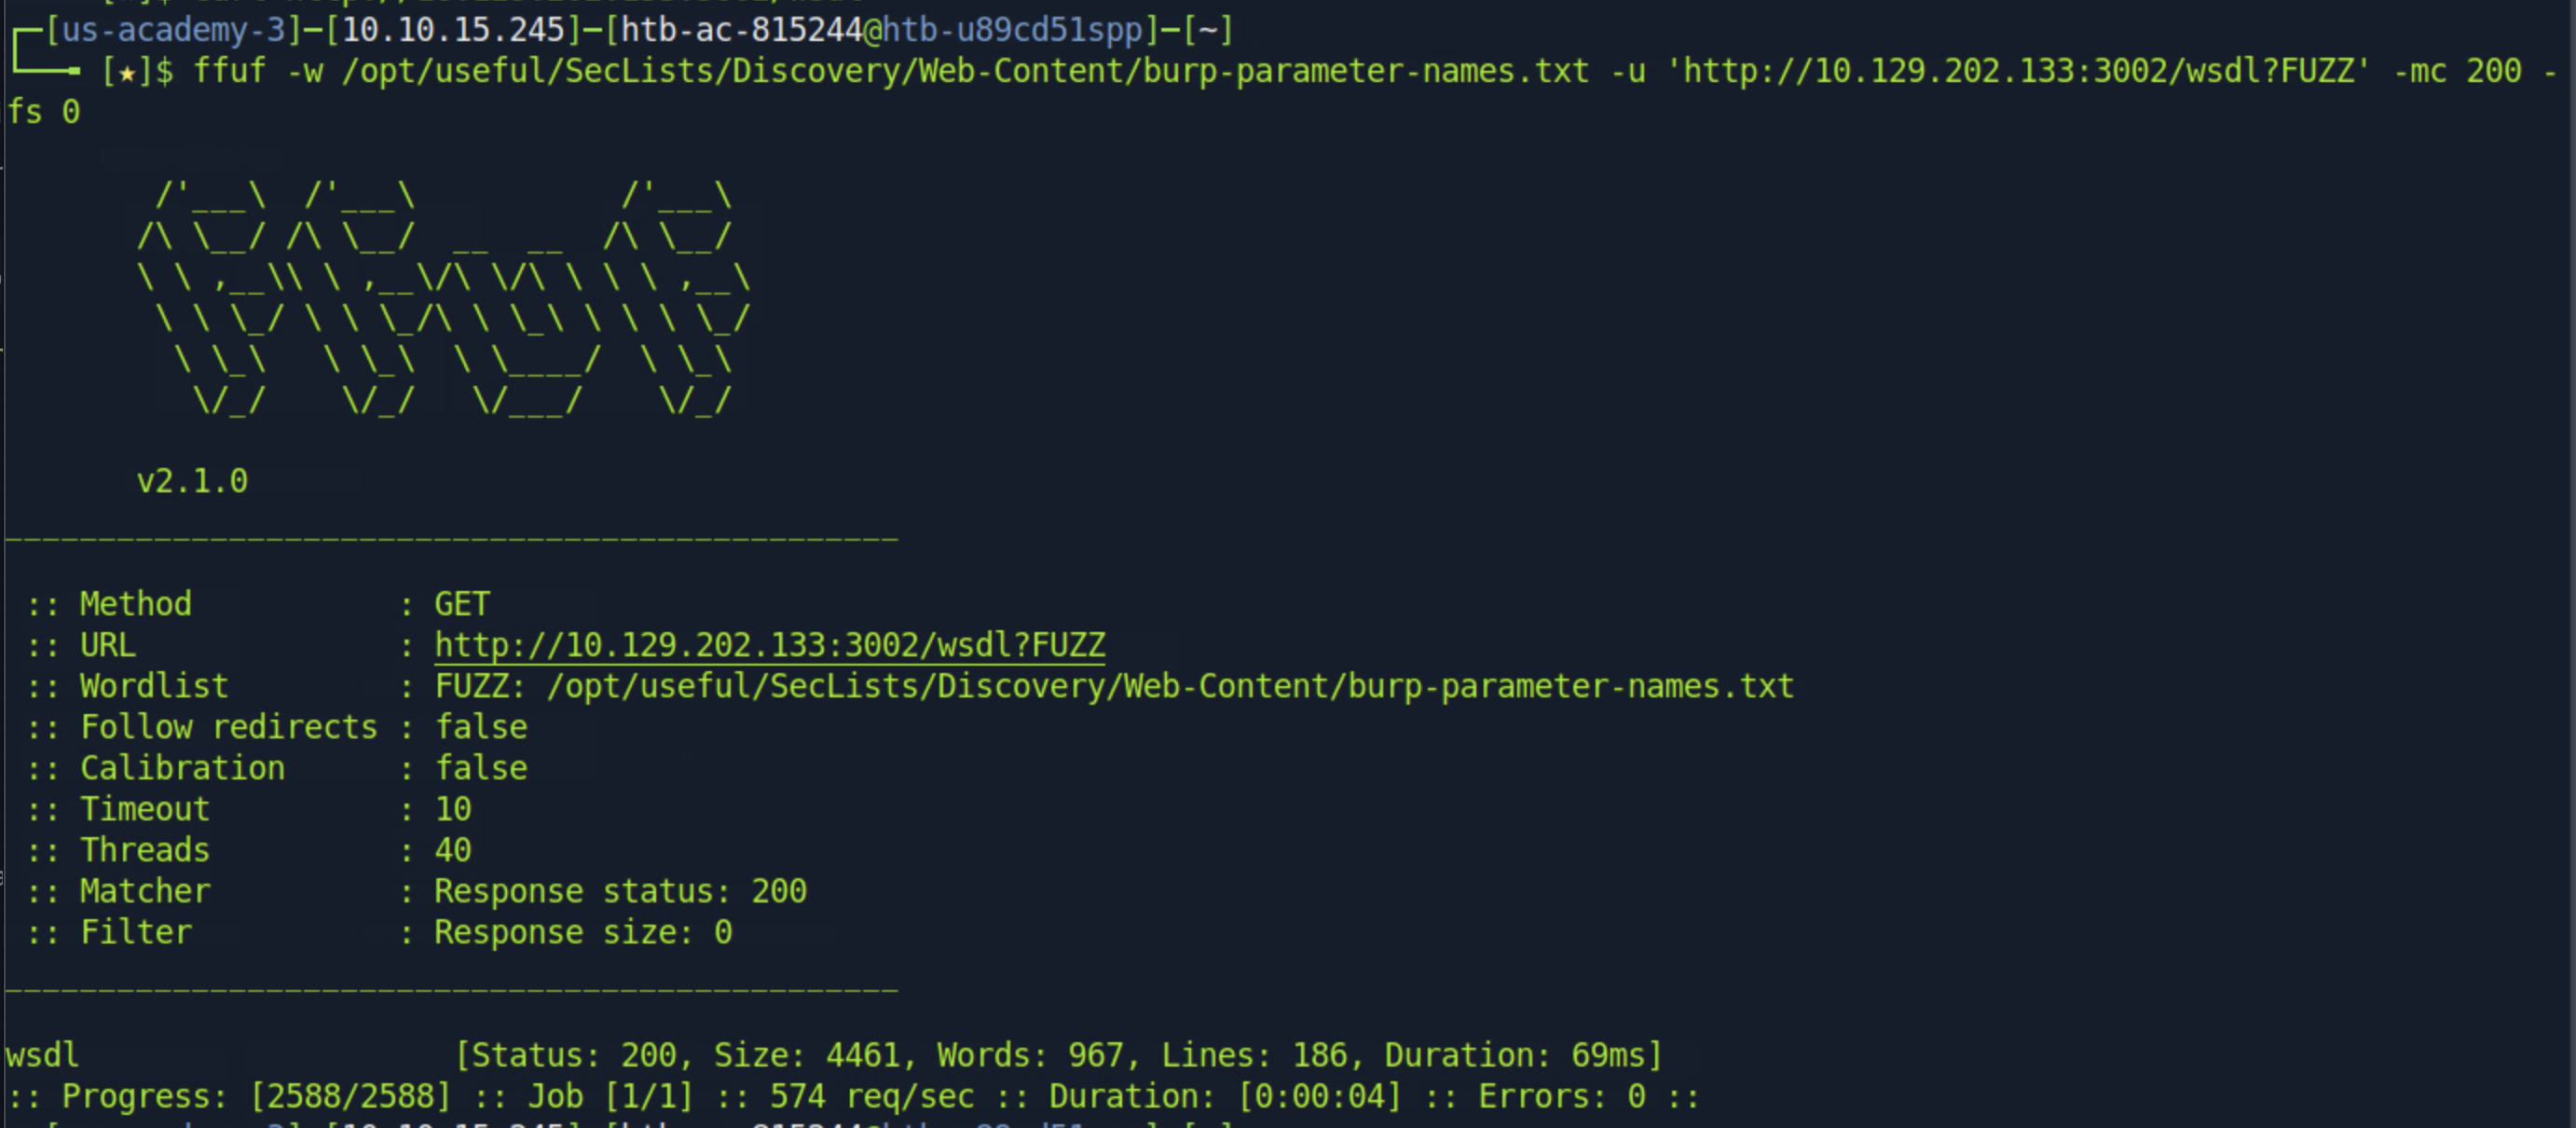 ┌─[us-academy-3]─[10.10.15.245]─[htb-ac-815244@htb-u89cd51spp]─[~]
└──╼ [★]$ ffuf -w /opt/useful/SecLists/Discovery/Web-Content/burp-parameter-names.txt -u 'http://10.129.202.133:3002/wsdl?FUZZ' -mc 200 -
fs 0
        /'___\  /'___\           /'___\
       /\ \__/ /\ \__/  __  __  /\ \__/
       \ \ ,__\\ \ ,__\/\ \/\ \ \ \ ,__\
        \ \ \_/ \ \ \_/\ \ \_\ \ \ \ \_/
         \ \_\   \ \_\  \ \____/  \ \_\
          \/_/    \/_/   \/___/    \/_/
v2.1.0
________________________________________________
:: Method : GET
:: URL : http://10.129.202.133:3002/wsdl?FUZZ
:: Wordlist : FUZZ: /opt/useful/SecLists/Discovery/Web-Content/burp-parameter-names.txt
:: Follow redirects : false
:: Calibration : false
:: Timeout : 10
:: Threads : 40
:: Matcher : Response status: 200
:: Filter : Response size: 0
________________________________________________
wsdl [Status: 200, Size: 4461, Words: 967, Lines: 186, Duration: 69ms]
:: Progress: [2588/2588] :: Job [1/1] :: 574 req/sec :: Duration: [0:00:04] :: Errors: 0 ::